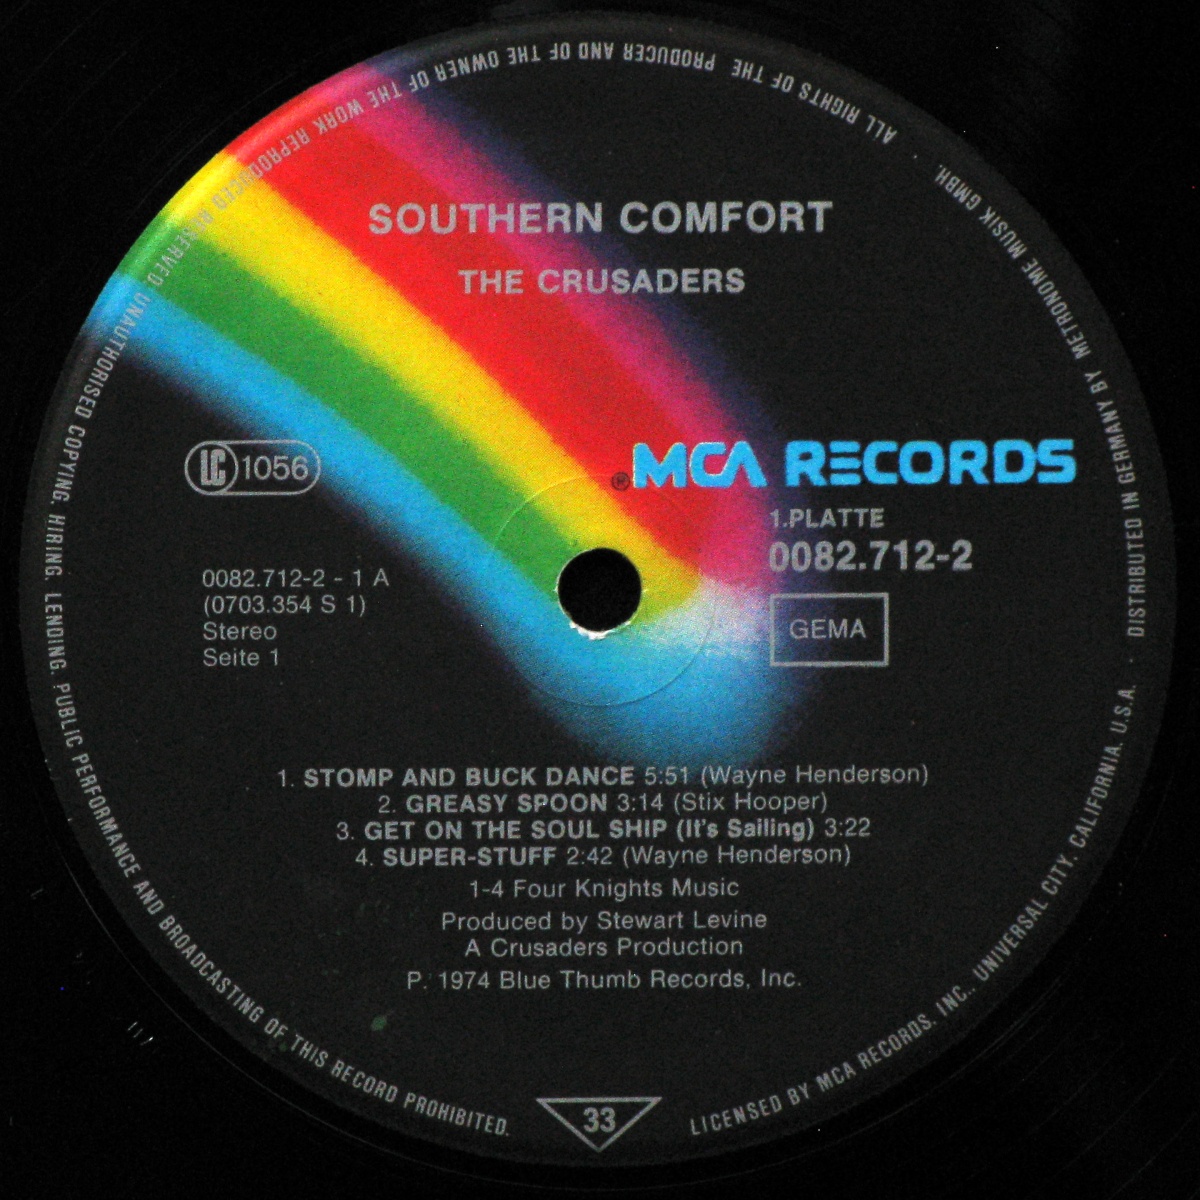 SOUTHERN COMFORT
THE CRUSADERS
® MCA RECORDS
LC 1056
1.PLATTE
0082.712-2
GEMA
0082.712-2 - 1 A
(0703.354 S 1)
Stereo
Seite 1
1. STOMP AND BUCK DANCE 5:51 (Wayne Henderson)
2. GREASY SPOON 3:14 (Stix Hooper)
3. GET ON THE SOUL SHIP (It's Sailing) 3:22
4. SUPER-STUFF 2:42 (Wayne Henderson)
1-4 Four Knights Music
Produced by Stewart Levine
A Crusaders Production
P. 1974 Blue Thumb Records, Inc.
33
ALL RIGHTS OF THE PRODUCER AND OF THE OWNER OF THE WORK REPRODUCED RESERVED. UNAUTHORISED COPYING. HIRING. LENDING. PUBLIC PERFORMANCE AND BROADCASTING OF THIS RECORD PROHIBITED.
LICENSED BY MCA RECORDS. INC.. UNIVERSAL CITY. CALIFORNIA. U.S.A. · DISTRIBUTED IN GERMANY BY METRONOME MUSIK GMBH. ·